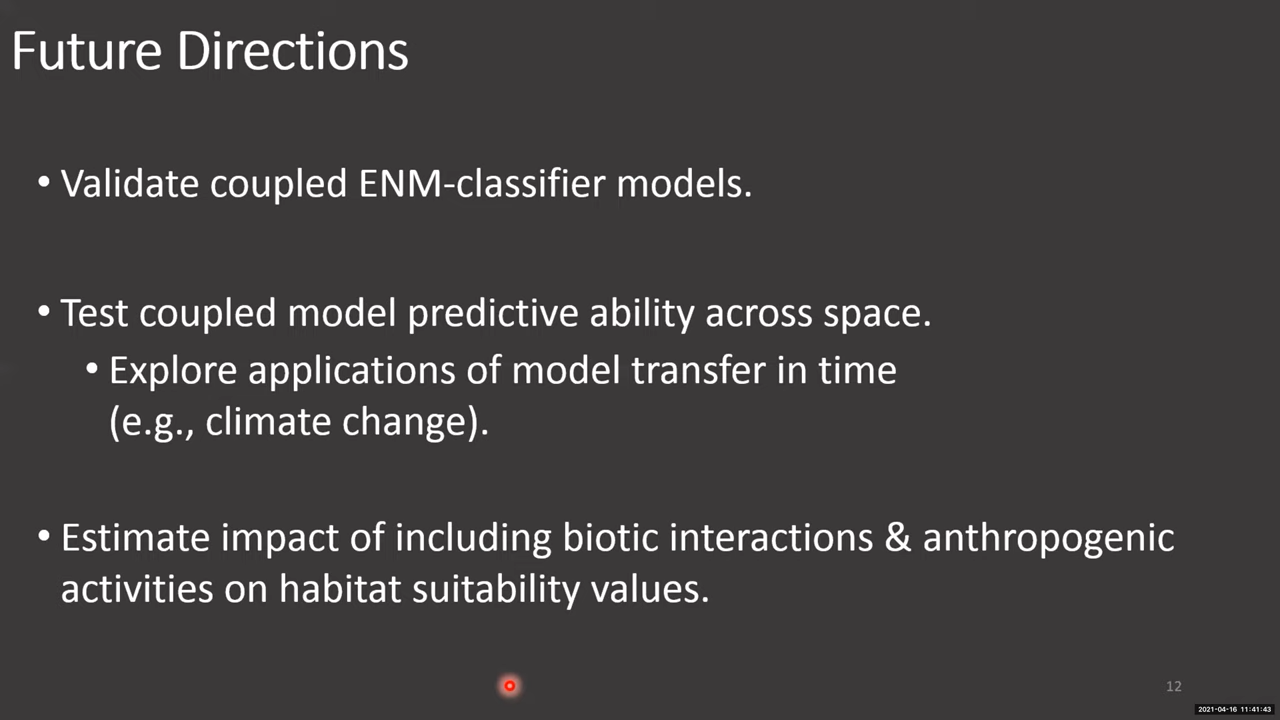 Future Directions
• Validate coupled ENM-classifier models.
• Test coupled model predictive ability across space.
• Explore applications of model transfer in time
(e.g., climate change).
• Estimate impact of including biotic interactions & anthropogenic
activities on habitat suitability values.
12
2021-04-16 11:41:43